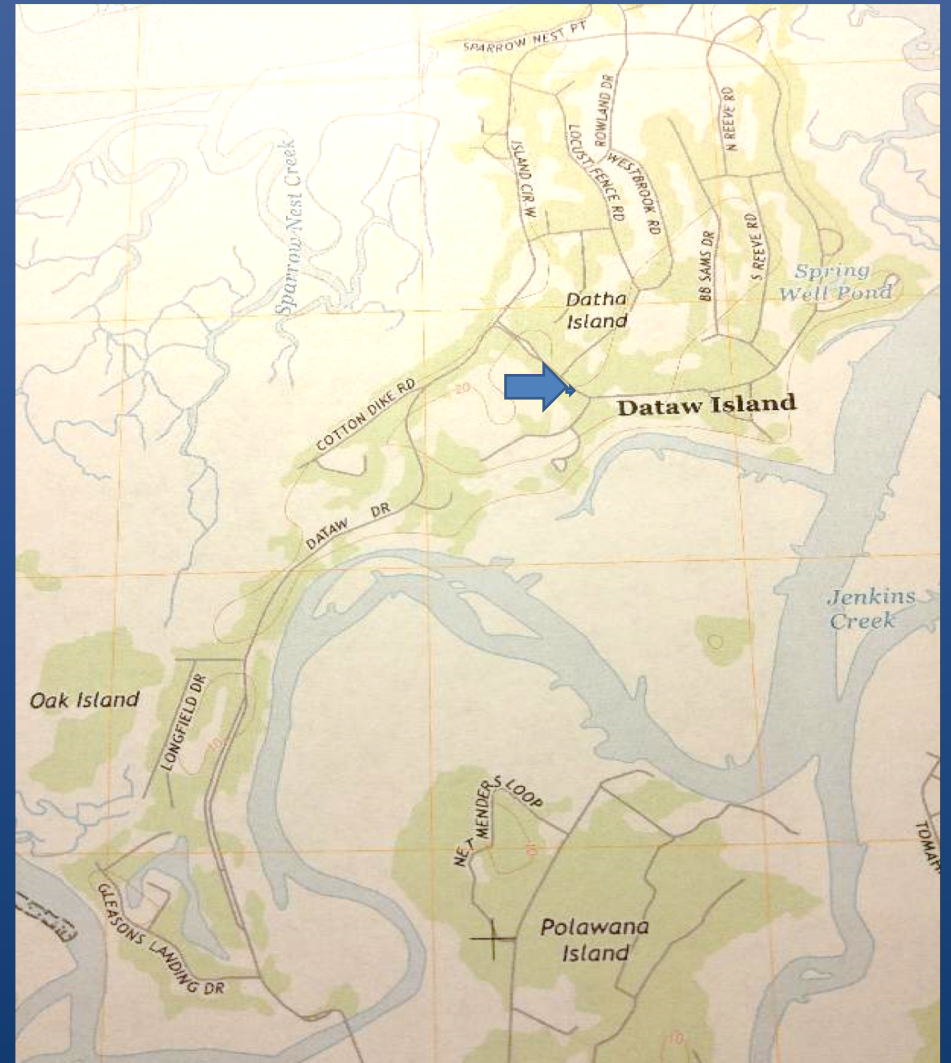 SPARROW NEST PT
ROWLAND DR
N REEVE RD
LOCUST FENCE RD
ISLAND CIR W
WESTBROOK RD
Sparrow Nest Creek
BB SAMS DR
S REEVE RD
Spring
Well Pond
Datha
Island
20
COTTON DIKE RD
Dataw Island
DATAW DR
Jenkins
Creek
Oak Island
LONGFIELD DR
10
NET MENDERS LOOP
10
GLEASONS LANDING DR
Polawana
Island
10